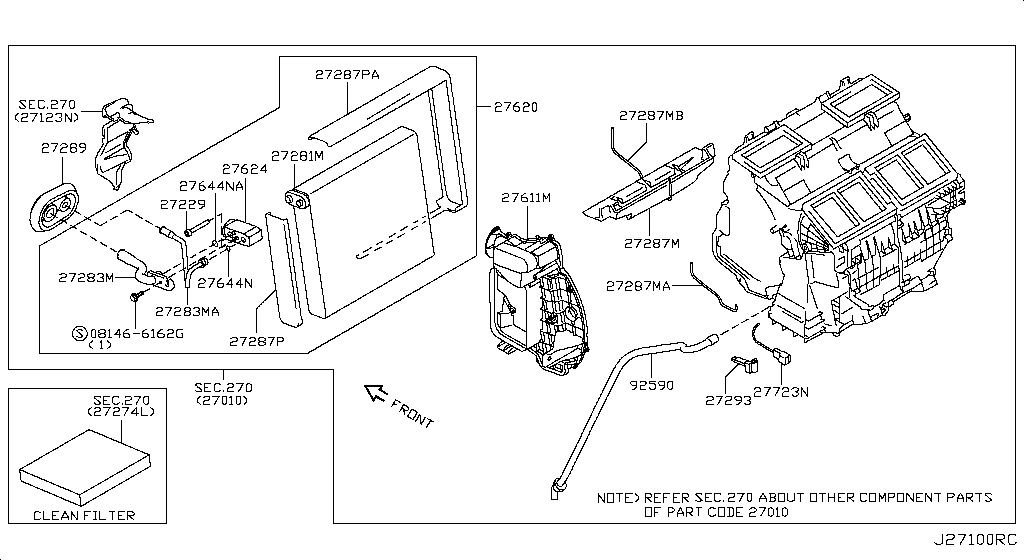 27287PA
SEC.270
(27123N)
27620
27287MB
27289
27281M
27624
27644NA
27229
27611M
27287M
27283M
27644N
27287MA
27283MA
S 08146-6162G
(1)
27287P
92590
27293
27723N
SEC.270
(27010)
FRONT
SEC.270
(27274L)
CLEAN FILTER
NOTE) REFER SEC.270 ABOUT OTHER COMPONENT PARTS
OF PART CODE 27010
J27100RC